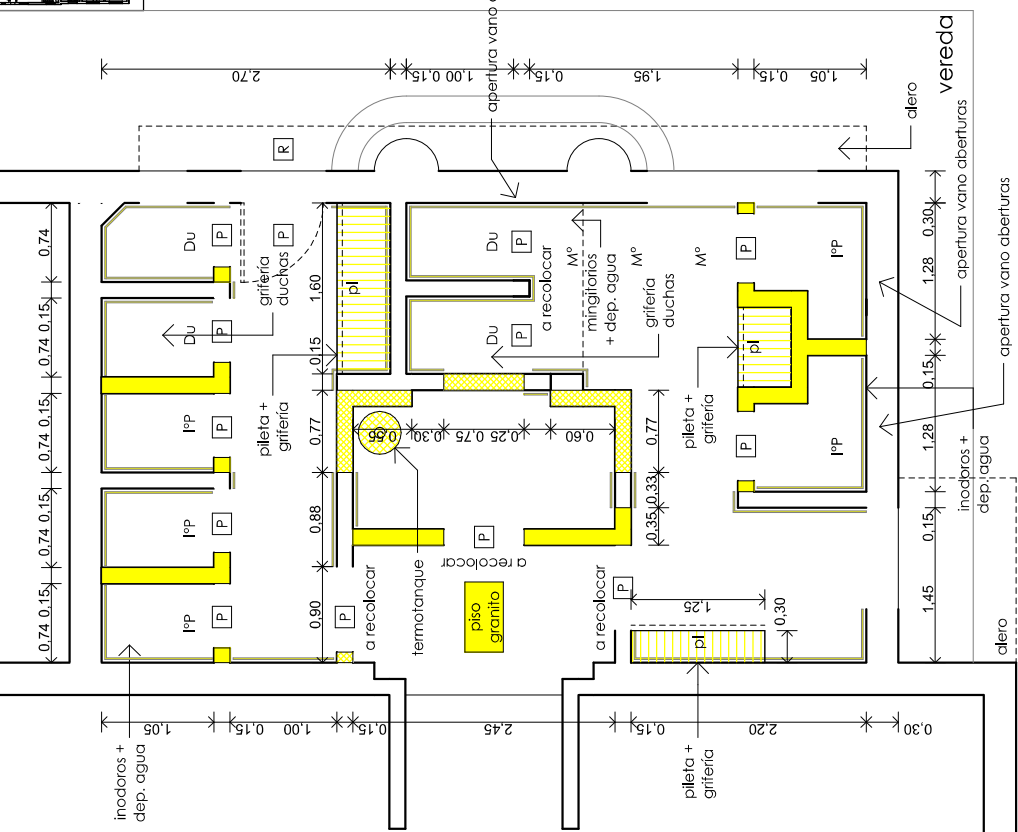 2,70
0,15
1,00
0,15
1,95
0,15
1,05
apertura vano
vereda
alero
R
0,74
0,74 0,15
0,74 0,15
0,74 0,15
0,74 0,15
Du
P
P
Du
P
IºP
P
IºP
P
IºP
P
grifería
duchas
1,60
0,15
0,77
0,88
0,90
pl
pileta +
grifería
Du
P
Du
P
a recolocar
Mº
Mº
Mº
mingitorios
+ dep. agua
grifería
duchas
P
P
IºP
IºP
pl
pileta +
grifería
0,30
1,28
0,15
1,28
0,15
1,45
apertura vano aberturas
apertura vano aberturas
inodoros +
dep. agua
0,55
0,30
0,75
0,25
0,60
0,77
0,33
0,35
P
a recolocar
P
a recolocar
termotanque
piso
granito
a recolocar
P
1,25
0,30
pl
alero
1,05
0,15
1,00
0,15
2,45
0,15
2,20
0,30
inodoros +
dep. agua
pileta +
grifería